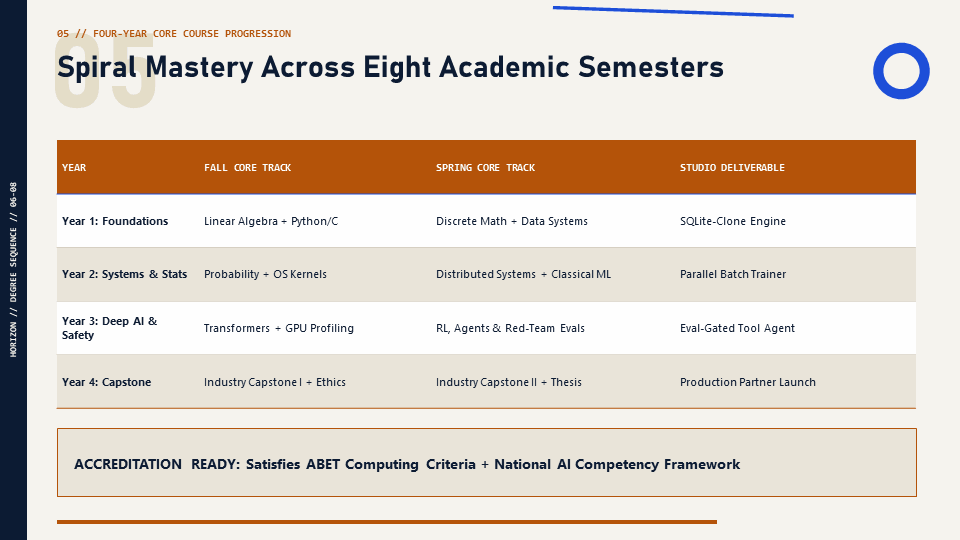 05 // FOUR-YEAR CORE COURSE PROGRESSION
05
Spiral Mastery Across Eight Academic Semesters
HORIZON // DEGREE SEQUENCE // 06-08
YEAR FALL CORE TRACK SPRING CORE TRACK STUDIO DELIVERABLE
Year 1: Foundations Linear Algebra + Python/C Discrete Math + Data Systems SQLite-Clone Engine
Year 2: Systems & Stats Probability + OS Kernels Distributed Systems + Classical ML Parallel Batch Trainer
Year 3: Deep AI &
Safety Transformers + GPU Profiling RL, Agents & Red-Team Evals Eval-Gated Tool Agent
Year 4: Capstone Industry Capstone I + Ethics Industry Capstone II + Thesis Production Partner Launch
ACCREDITATION READY: Satisfies ABET Computing Criteria + National AI Competency Framework